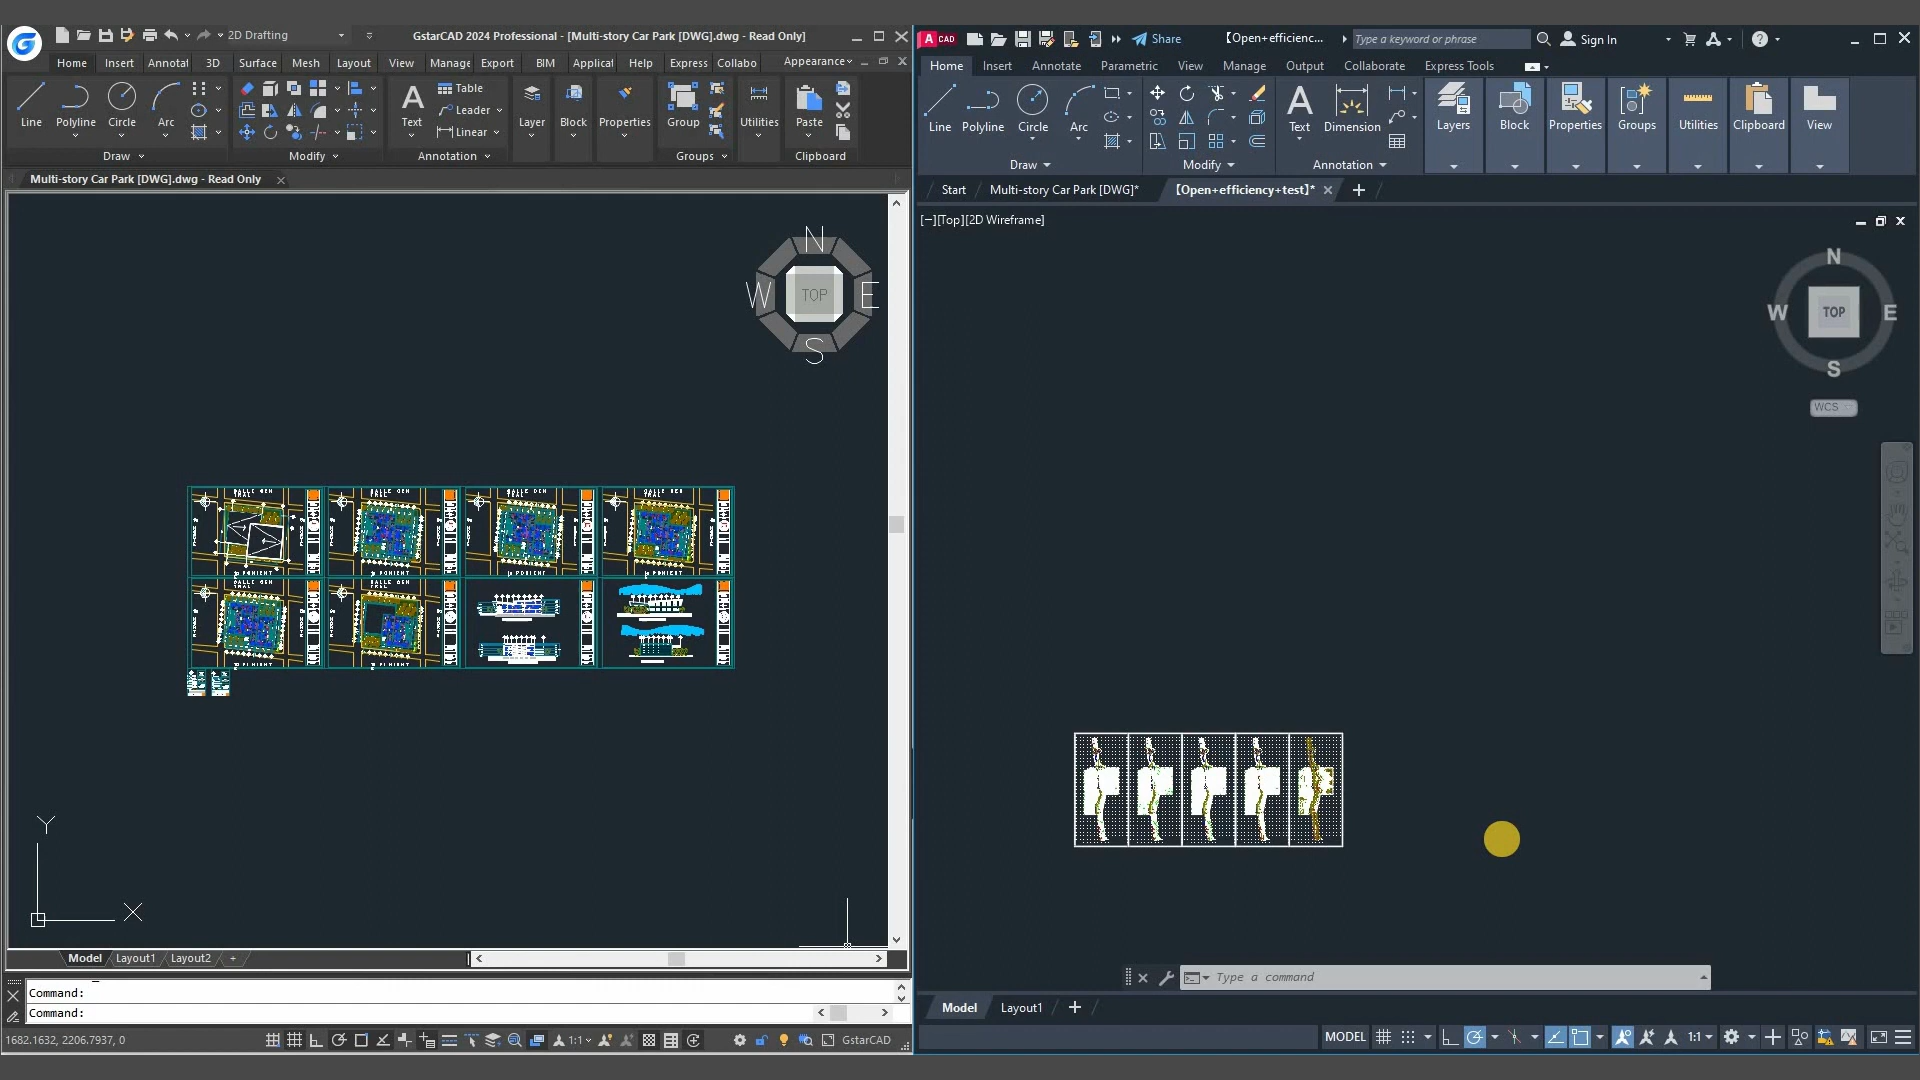 2D Drafting
GstarCAD 2024 Professional - [Multi-story Car Park [DWG].dwg - Read Only]
Home Insert Annotat 3D Surface Mesh Layout View Manage Export BIM Applicat Help Express Collabo Appearance
Line Polyline Circle Arc
Text Table
Leader
Linear
Layer Block Properties Group Utilities Paste
Draw Modify Annotation Groups Clipboard
Multi-story Car Park [DWG].dwg - Read Only
N
W TOP E
S
Y
X
Model Layout1 Layout2 +
Command:
Command:
1682.1632, 2206.7937, 0
1:1
GstarCAD
A CAD
Share
【Open+efficienc...
Type a keyword or phrase
Sign In
Home Insert Annotate Parametric View Manage Output Collaborate Express Tools
Line Polyline Circle Arc
Text Dimension
Layers Block Properties Groups Utilities Clipboard View
Draw Modify Annotation
Start Multi-story Car Park [DWG]* 【Open+efficiency+test】*
[−][Top][2D Wireframe]
N
W TOP E
S
WCS
Type a command
Model Layout1 +
MODEL
1:1